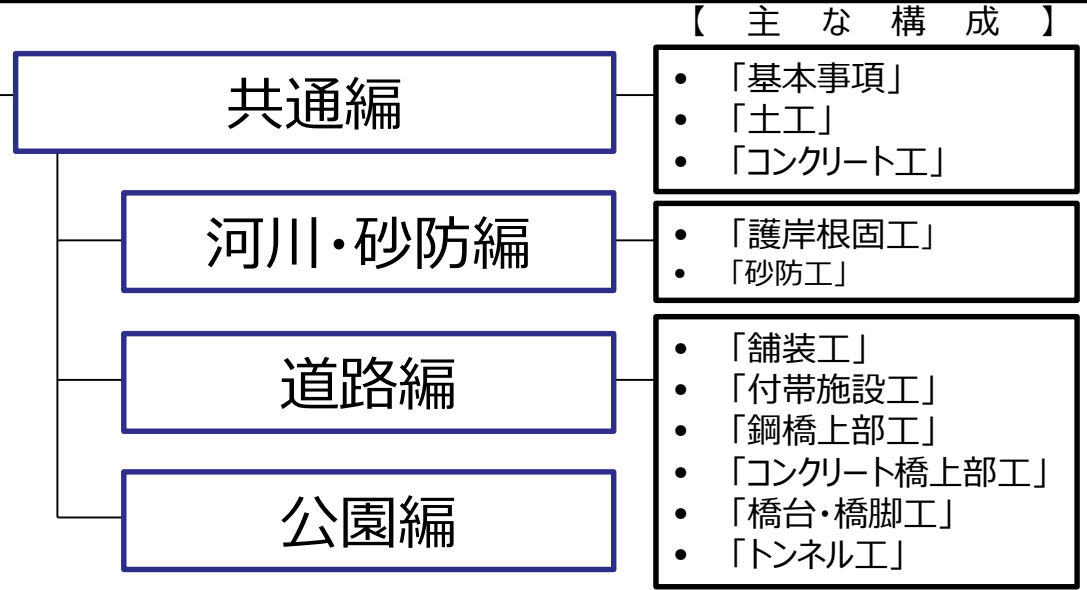 【主な構成】
共通編
• 「基本事項」
• 「土工」
• 「コンクリート工」
河川・砂防編
• 「護岸根固工」
• 「砂防工」
道路編
• 「舗装工」
• 「付帯施設工」
• 「鋼橋上部工」
• 「コンクリート橋上部工」
• 「橋台・橋脚工」
• 「トンネル工」
公園編